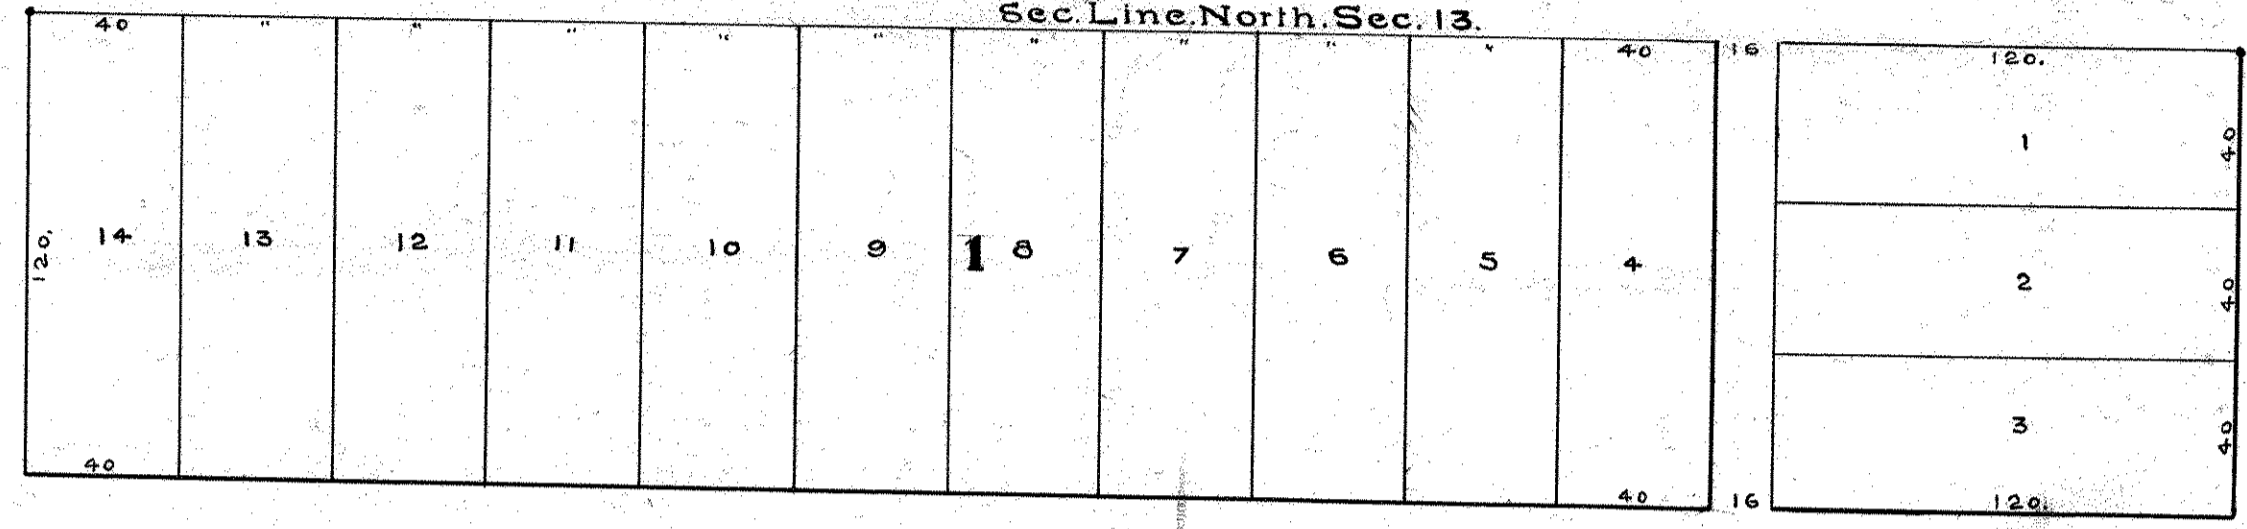 Sec. Line. North. Sec. 13.
40 " " " " " " " " " 40 16 120.
1 40
120. 14 13 12 11 10 9 1 8 7 6 5 4
2 40
3 40
40 40 16 120.